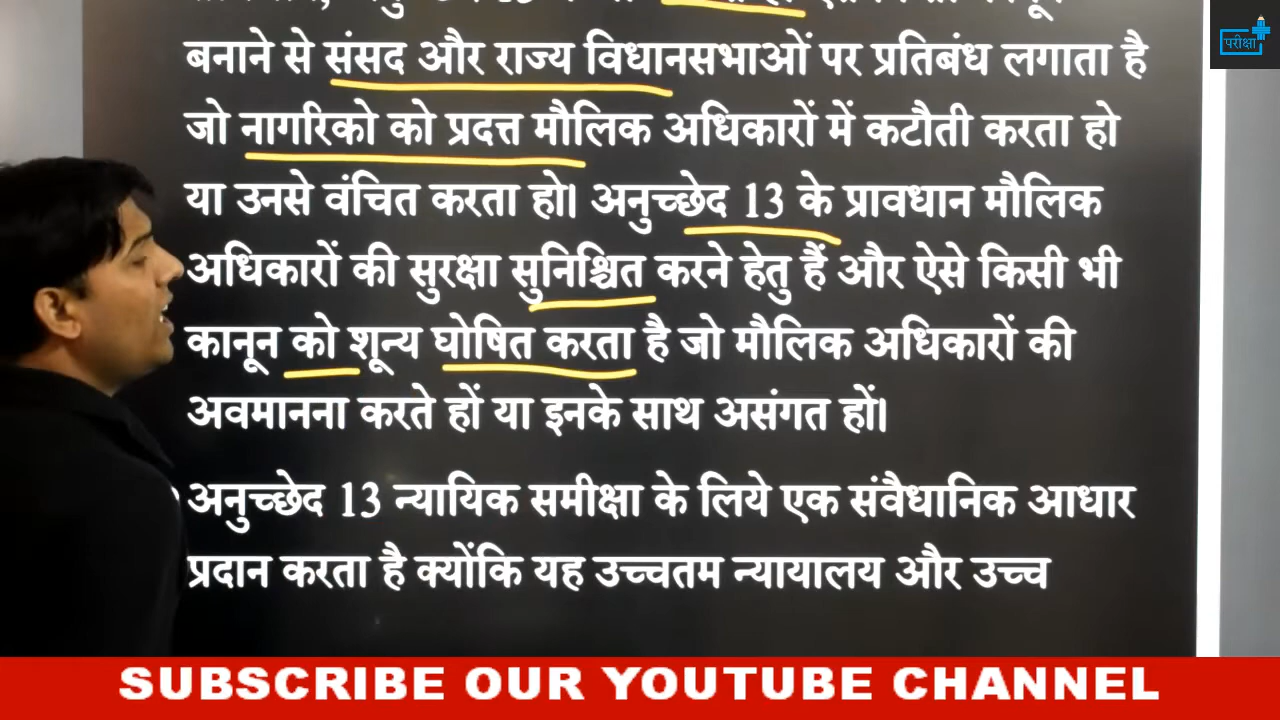 परीक्षा
बनाने से संसद और राज्य विधानसभाओं पर प्रतिबंध लगाता है
जो नागरिको को प्रदत्त मौलिक अधिकारों में कटौती करता हो
या उनसे वंचित करता हो। अनुच्छेद 13 के प्रावधान मौलिक
अधिकारों की सुरक्षा सुनिश्चित करने हेतु हैं और ऐसे किसी भी
कानून को शून्य घोषित करता है जो मौलिक अधिकारों की
अवमानना करते हों या इनके साथ असंगत हों।
अनुच्छेद 13 न्यायिक समीक्षा के लिये एक संवैधानिक आधार
प्रदान करता है क्योंकि यह उच्चतम न्यायालय और उच्च
SUBSCRIBE OUR YOUTUBE CHANNEL